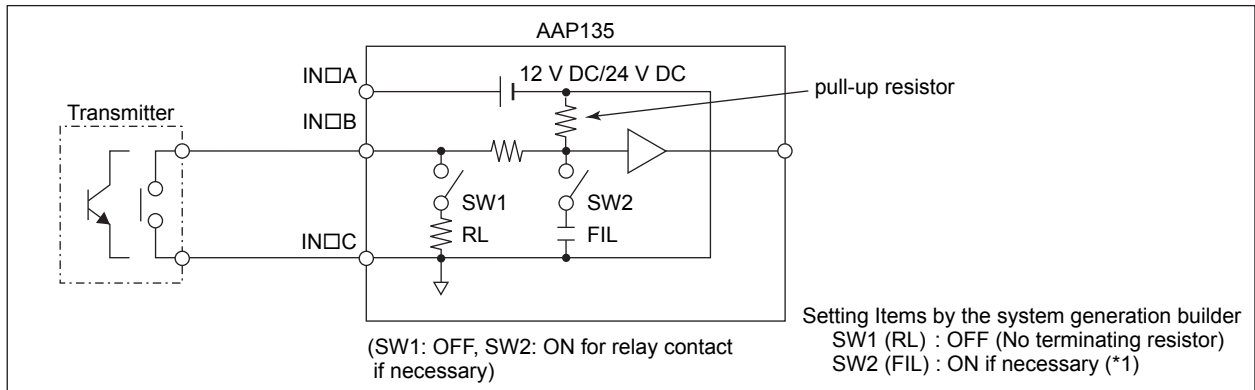 AAP135
IN□A
12 V DC/24 V DC
pull-up resistor
Transmitter
IN□B
SW1
SW2
RL
FIL
IN□C
(SW1: OFF, SW2: ON for relay contact
if necessary)
Setting Items by the system generation builder
SW1 (RL) : OFF (No terminating resistor)
SW2 (FIL) : ON if necessary (*1)